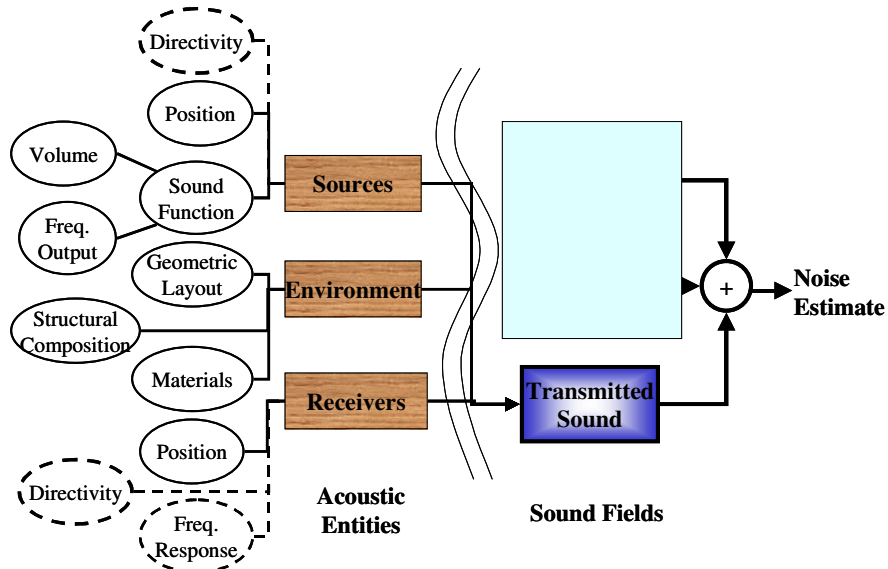 Directivity
Position
Volume
Sound
Function
Freq.
Output
Geometric
Layout
Structural
Composition
Materials
Position
Directivity
Freq.
Response
Sources
Environment
Receivers
Acoustic
Entities
Transmitted
Sound
Sound Fields
+
Noise
Estimate